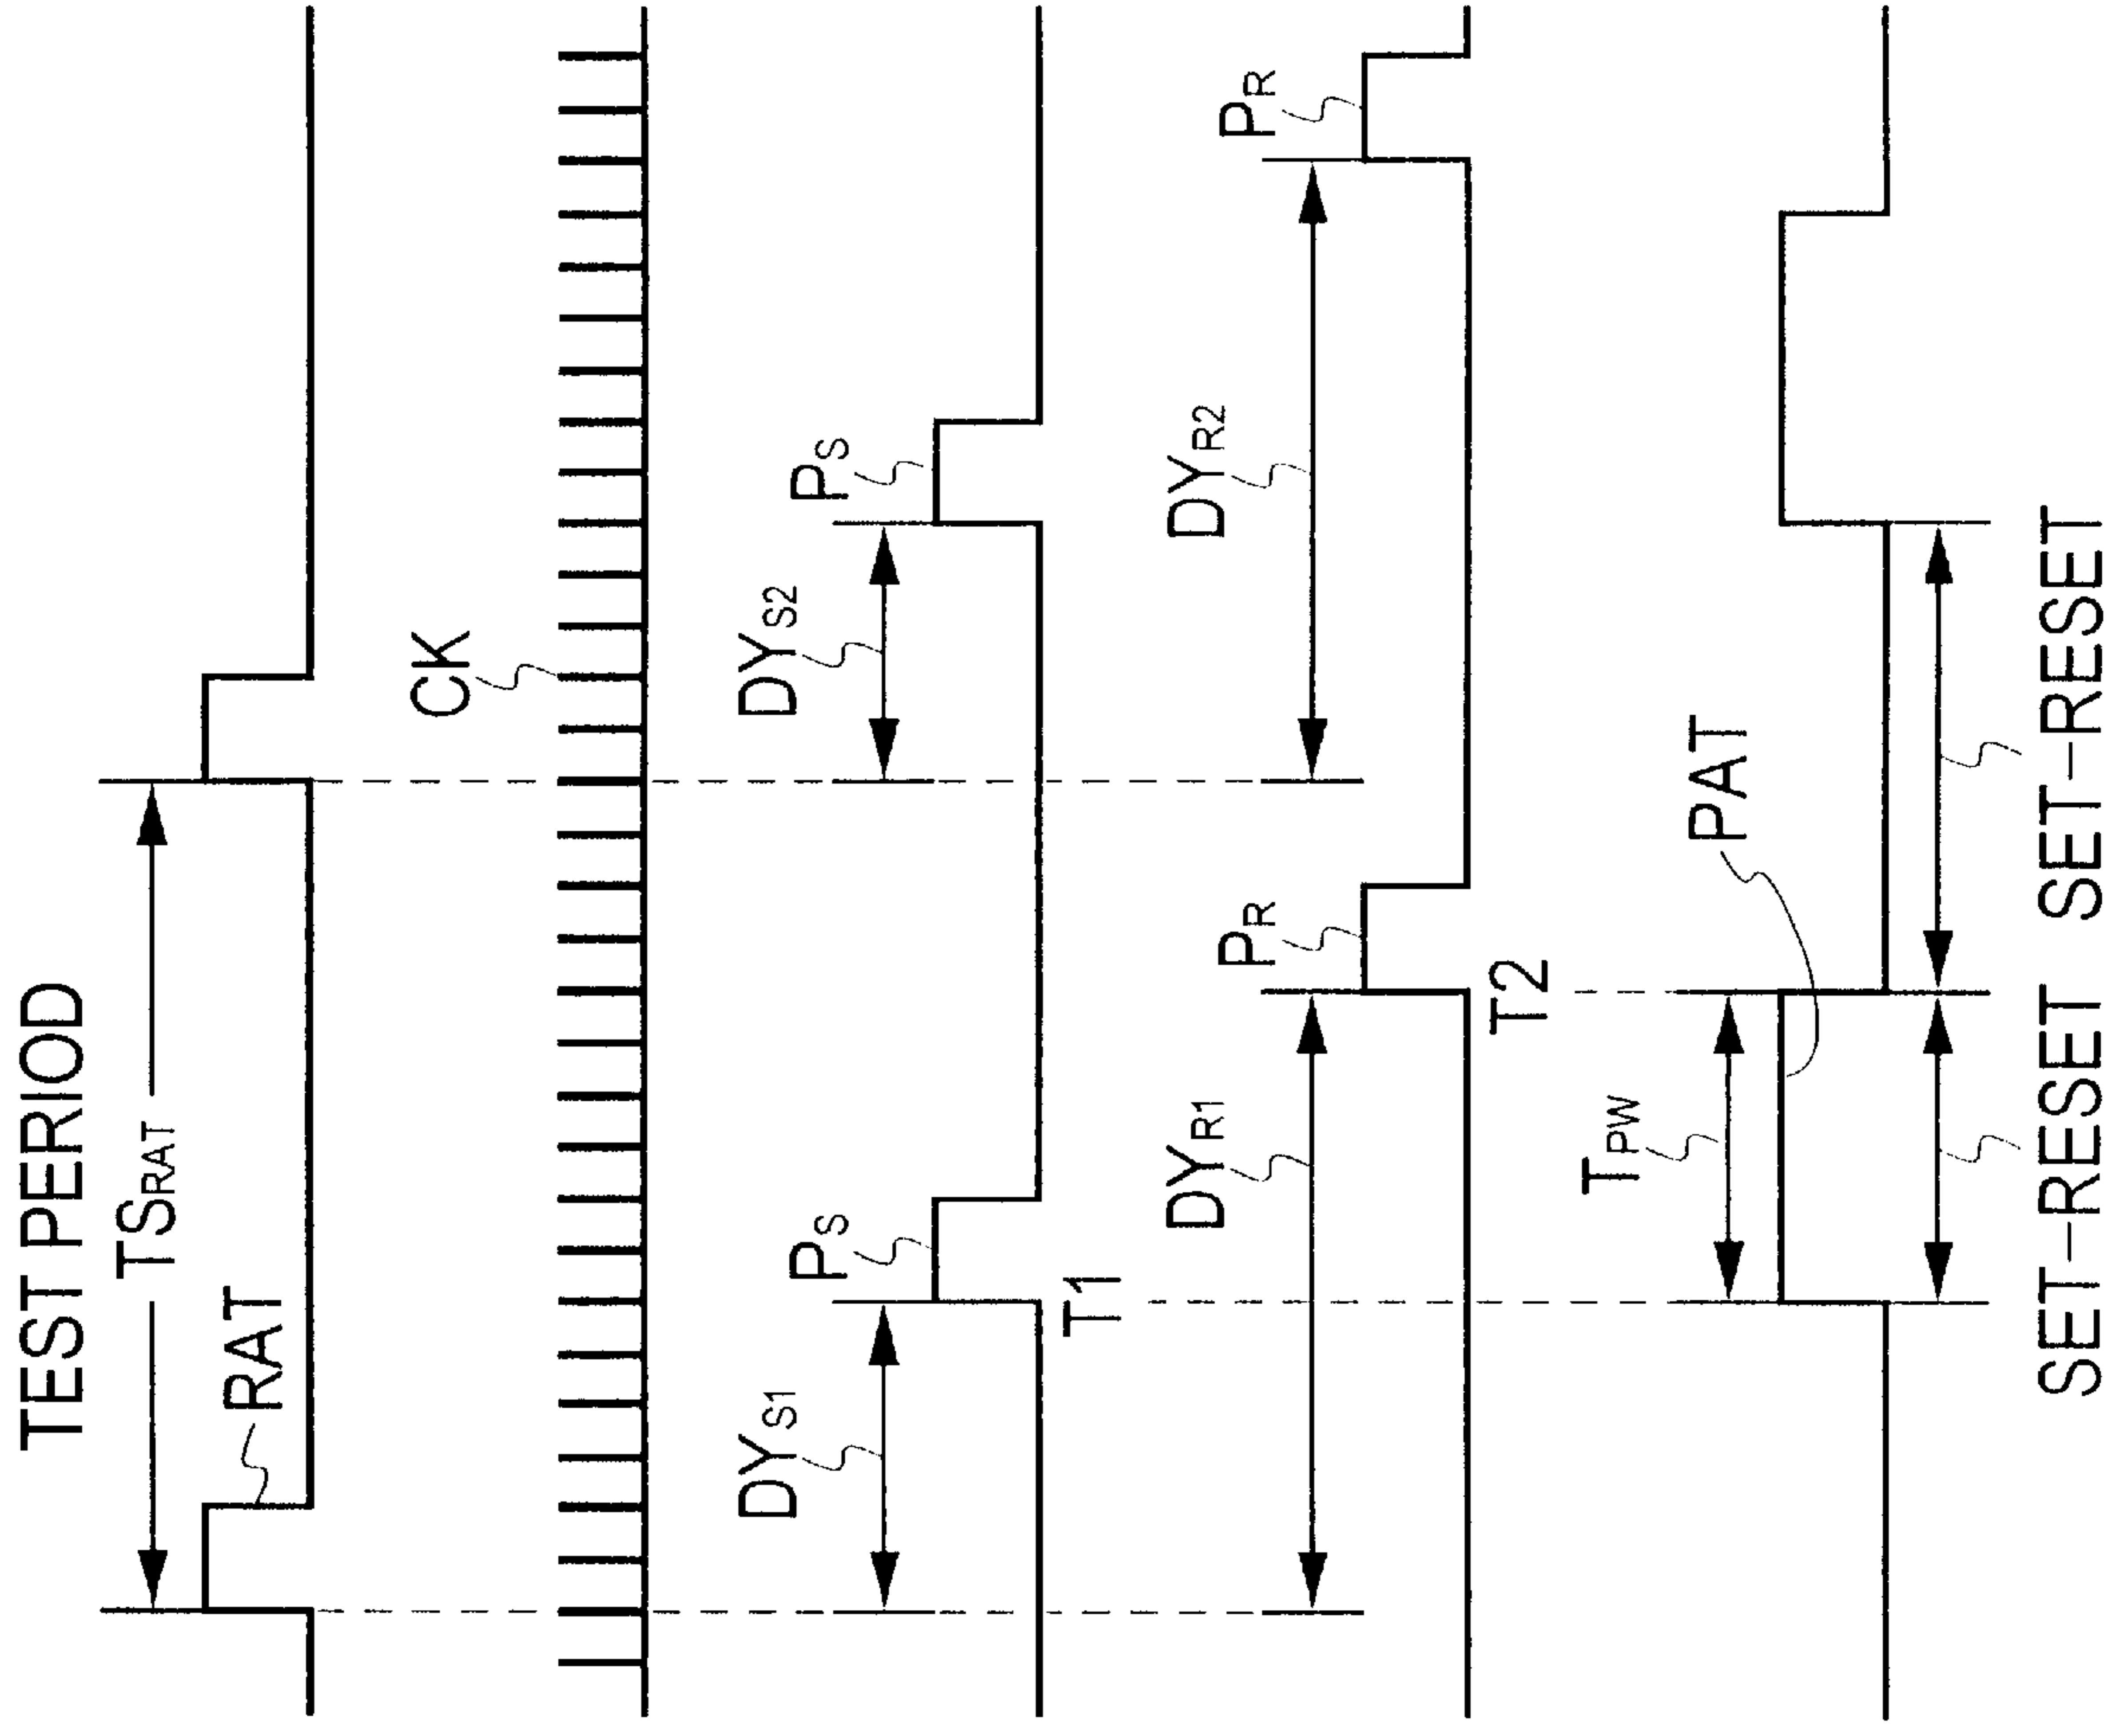 TEST PERIOD
TSRAT
RAT
CK
DYS1
PS
DYS2
PS
T1
DYR1
PR
DYR2
PR
T2
TPW
PAT
SET-RESET
SET-RESET